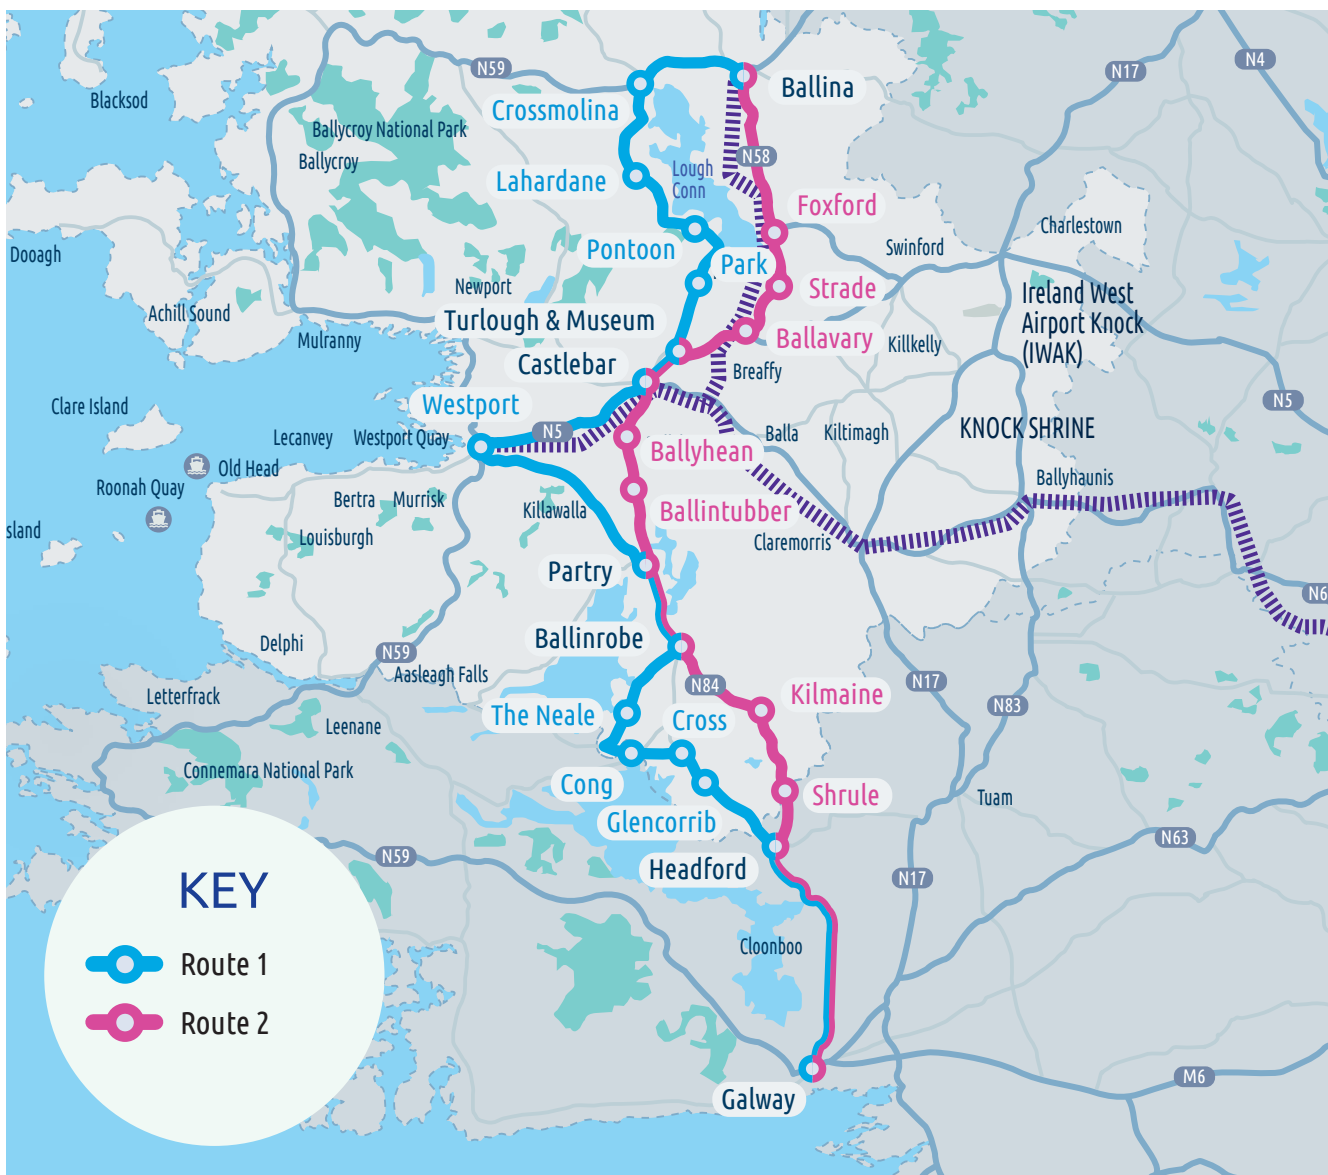 N59
N17
N4
Ballina
Blacksod
Crossmolina
Ballycroy National Park
Ballycroy
N58
Lough
Conn
Lahardane
Foxford
Charlestown
Dooagh
Pontoon
Park
Swinford
Newport
Strade
Ireland West
Airport Knock
(IWAK)
Achill Sound
Turlough & Museum
Mulranny
Ballavary
Killkelly
Castlebar
Breaffy
Clare Island
Westport
N5
Lecanvey
Westport Quay
N5
Balla
Kiltimagh
KNOCK SHRINE
Ballyhean
Old Head
Roonah Quay
Ballyhaunis
Bertra
Murrisk
Killawalla
Ballintubber
sland
Louisburgh
Claremorris
Partry
N6
Ballinrobe
Delphi
N59
Aasleagh Falls
N84
N17
Letterfrack
Kilmaine
N83
The Neale
Cross
Leenane
Connemara National Park
Cong
Shrule
Tuam
Glencorrib
N63
N59
Headford
N17
KEY
Cloonboo
Route 1
Route 2
M6
Galway